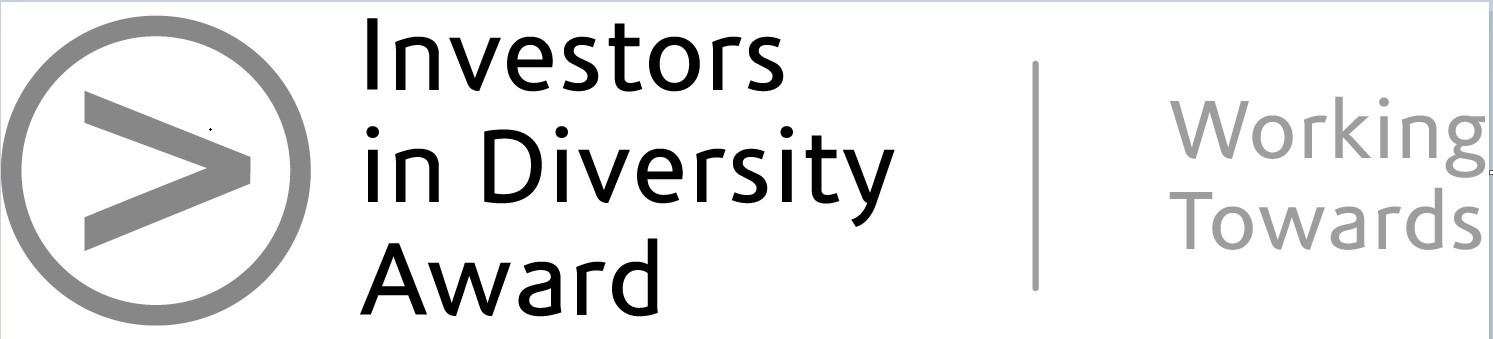 Investors
in Diversity
Award
Working
Towards